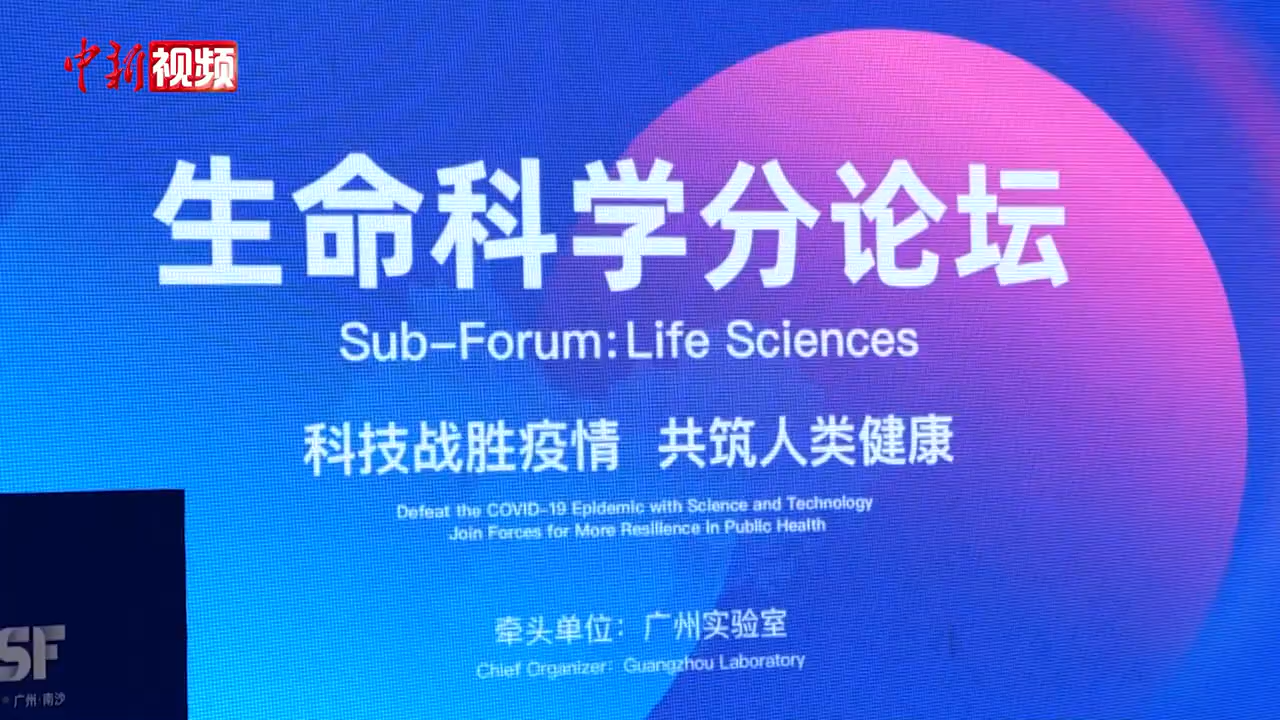 中新视频
生命科学分论坛
Sub-Forum:Life Sciences
科技战胜疫情 共筑人类健康
Defeat the COVID-19 Epidemic with Science and Technology
Join Forces for More Resilience in Public Health
牵头单位：广州实验室
Chief Organizer: Guangzhou Laboratory
SF
广州·南沙